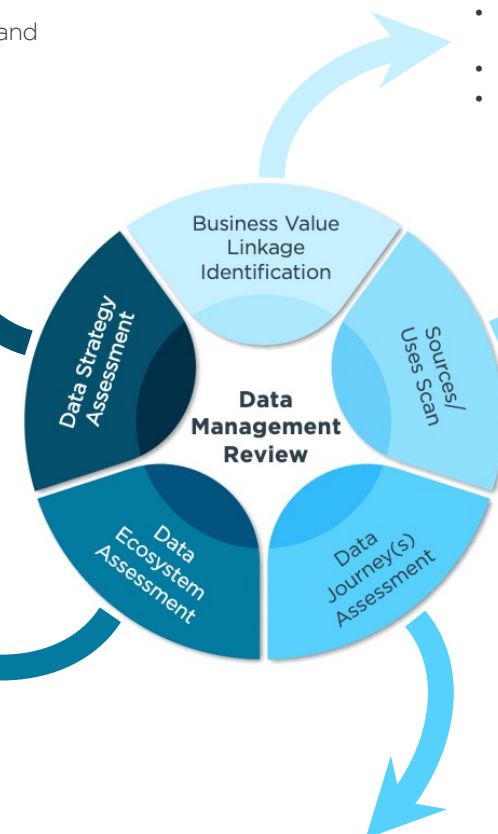 and
•
•
•
Business Value
Linkage
Identification
Sources/
Uses Scan
Data Strategy
Assessment
Data
Management
Review
Data
Ecosystem
Assessment
Data
Journey(s)
Assessment